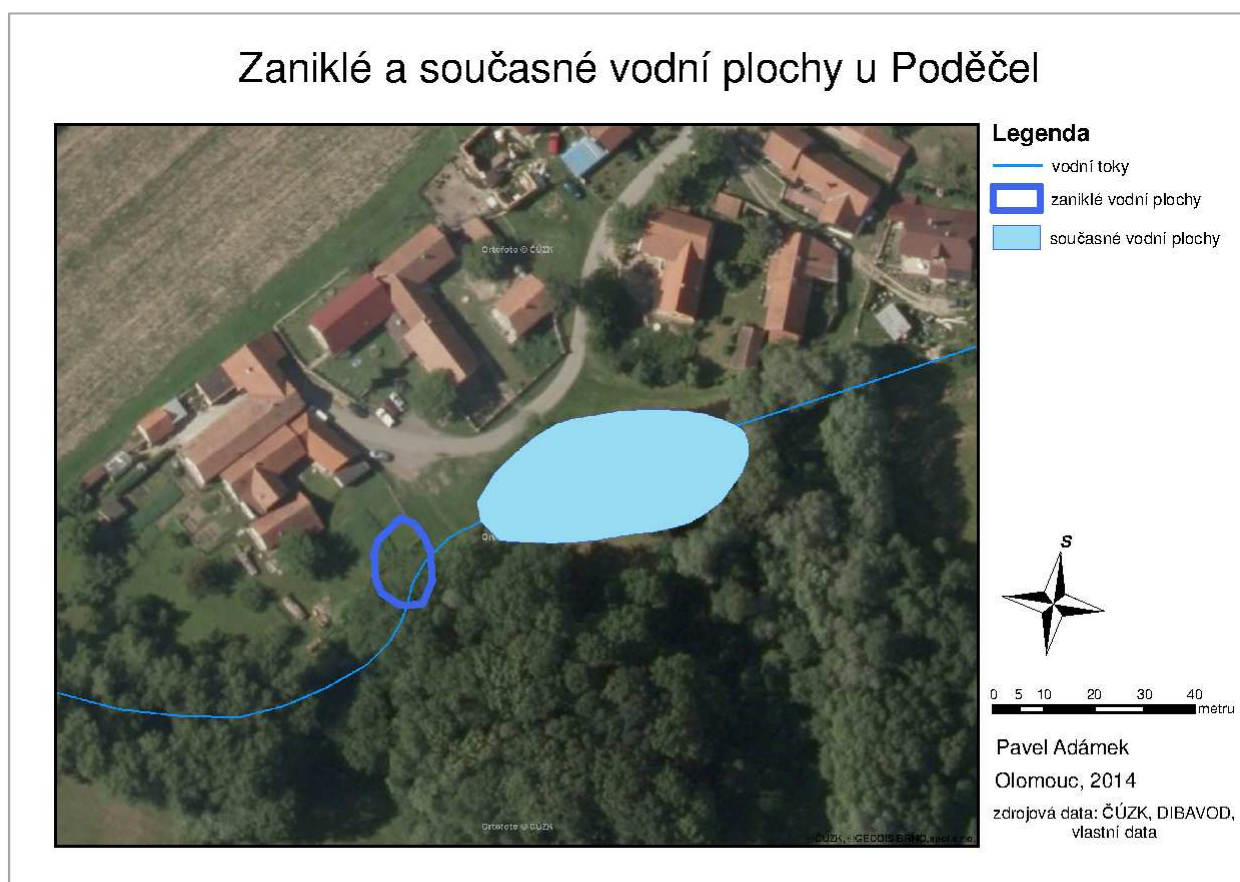 Zaniklé a současné vodní plochy u Poděčel
Ortofoto © ČÚZK
Ortofoto © ČÚZK
Legenda
vodní toky
zaniklé vodní plochy
současné vodní plochy
S
0 5 10 20 30 40
metru
Pavel Adámek
Olomouc, 2014
zdrojová data: ČÚZK, DIBAVOD,
vlastní data